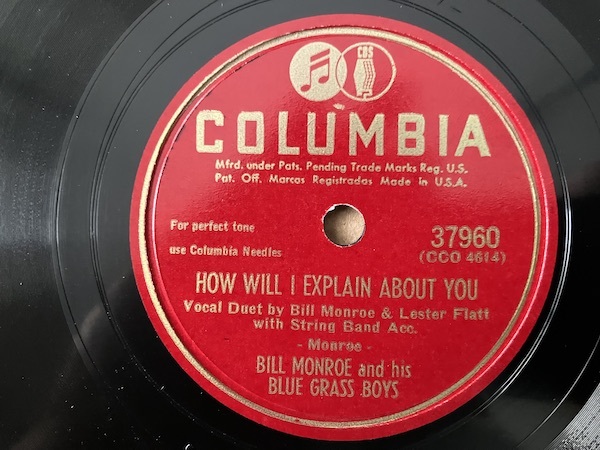 CBS
COLUMBIA
Mfrd. under Pats. Pending Trade Marks Reg. U.S.
Pat. Off. Marcas Registradas Made in U.S.A.
For perfect tone
use Columbia Needles
37960
(CCO 4614)
HOW WILL I EXPLAIN ABOUT YOU
Vocal Duet by Bill Monroe & Lester Flatt
with String Band Acc.
- Monroe -
BILL MONROE and his
BLUE GRASS BOYS